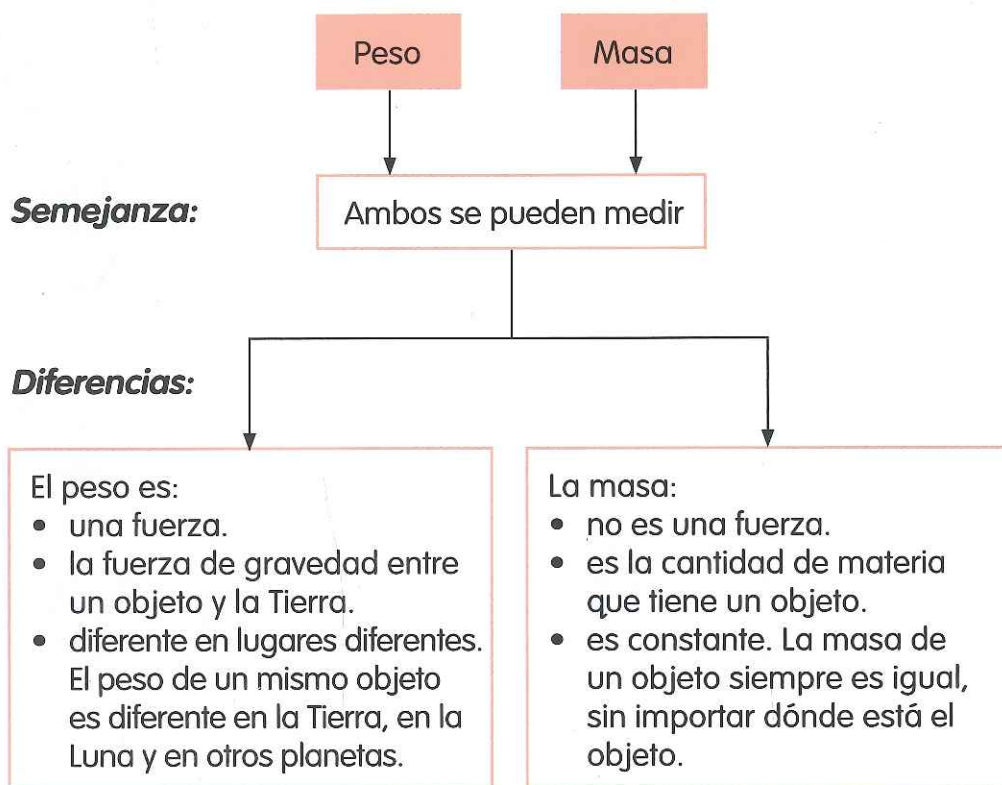 Peso
Masa
Semejanza:
Ambos se pueden medir
Diferencias:
El peso es:
• una fuerza.
• la fuerza de gravedad entre
un objeto y la Tierra.
• diferente en lugares diferentes.
El peso de un mismo objeto
es diferente en la Tierra, en la
Luna y en otros planetas.
La masa:
• no es una fuerza.
• es la cantidad de materia
que tiene un objeto.
• es constante. La masa de
un objeto siempre es igual,
sin importar dónde está el
objeto.